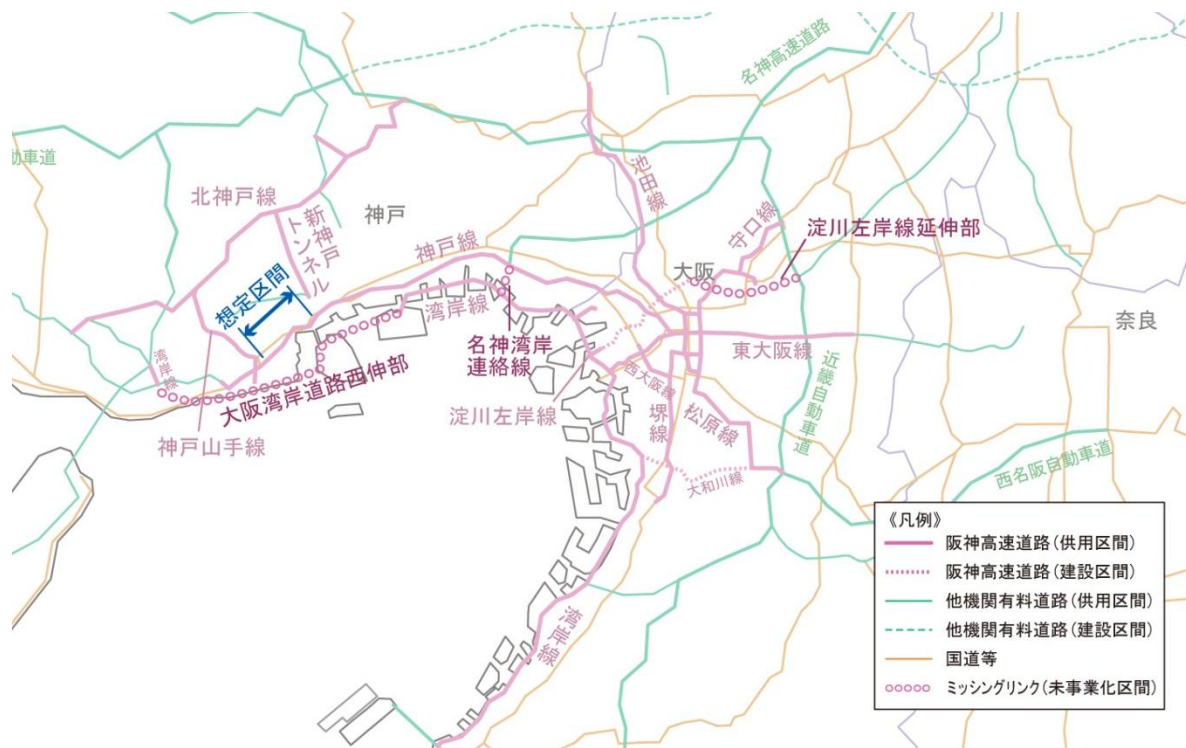 名神高速道路
動車道
池田線
北神戸線
新神戸
トンネル
神戸
守口線
淀川左岸線延伸部
神戸線
大阪
想定区間
湾岸線
奈良
名神湾岸
連絡線
東大阪線
湾岸線
西大阪線
近畿自動車道
大阪湾岸道路西伸部
淀川左岸線
堺線
松原線
神戸山手線
西名阪自動車道
大和川線
湾岸線
《凡例》
阪神高速道路(供用区間)
阪神高速道路(建設区間)
他機関有料道路(供用区間)
他機関有料道路(建設区間)
国道等
ミッシングリンク(未事業化区間)